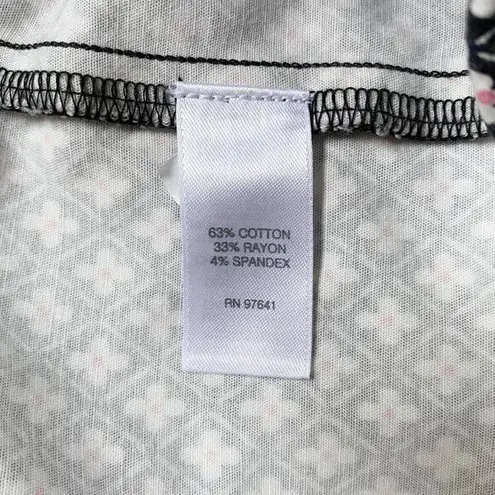 63% COTTON
33% RAYON
4% SPANDEX
RN 97641